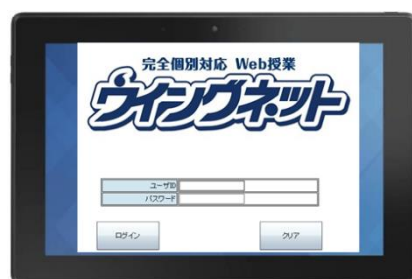 完全個別対応 Web授業
ウイングネット
ユーザID
パスワード
ログイン
クリア